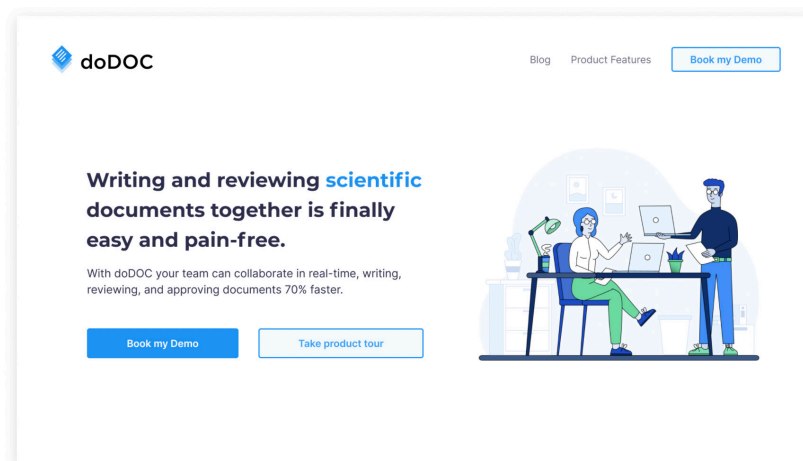 doDOC
Blog
Product Features
Book my Demo
Writing and reviewing scientific
documents together is finally
easy and pain-free.
With doDOC your team can collaborate in real-time, writing,
reviewing, and approving documents 70% faster.
Book my Demo
Take product tour